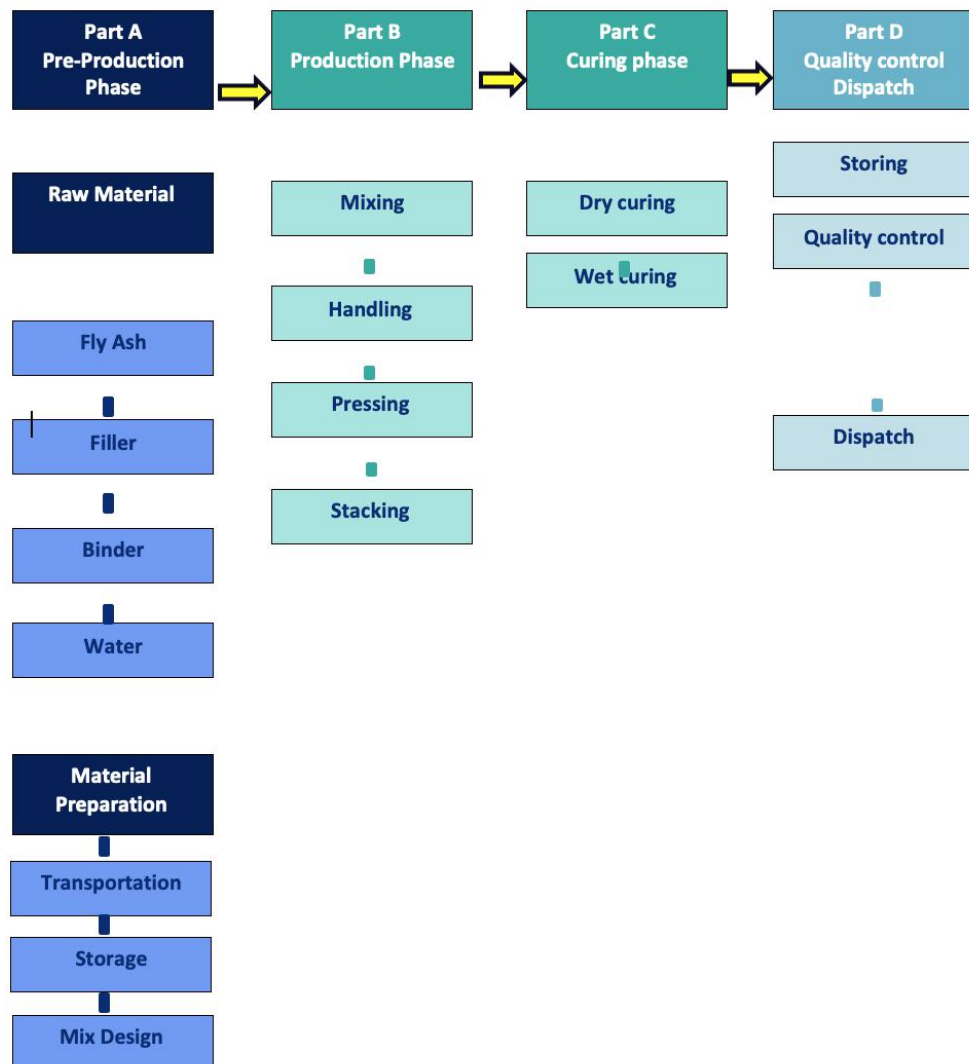 Part A
Pre-Production
Phase
Part B
Production Phase
Part C
Curing phase
Part D
Quality control
Dispatch
Raw Material
Fly Ash
Filler
Binder
Water
Material
Preparation
Transportation
Storage
Mix Design
Mixing
Handling
Pressing
Stacking
Dry curing
Wet curing
Storing
Quality control
Dispatch